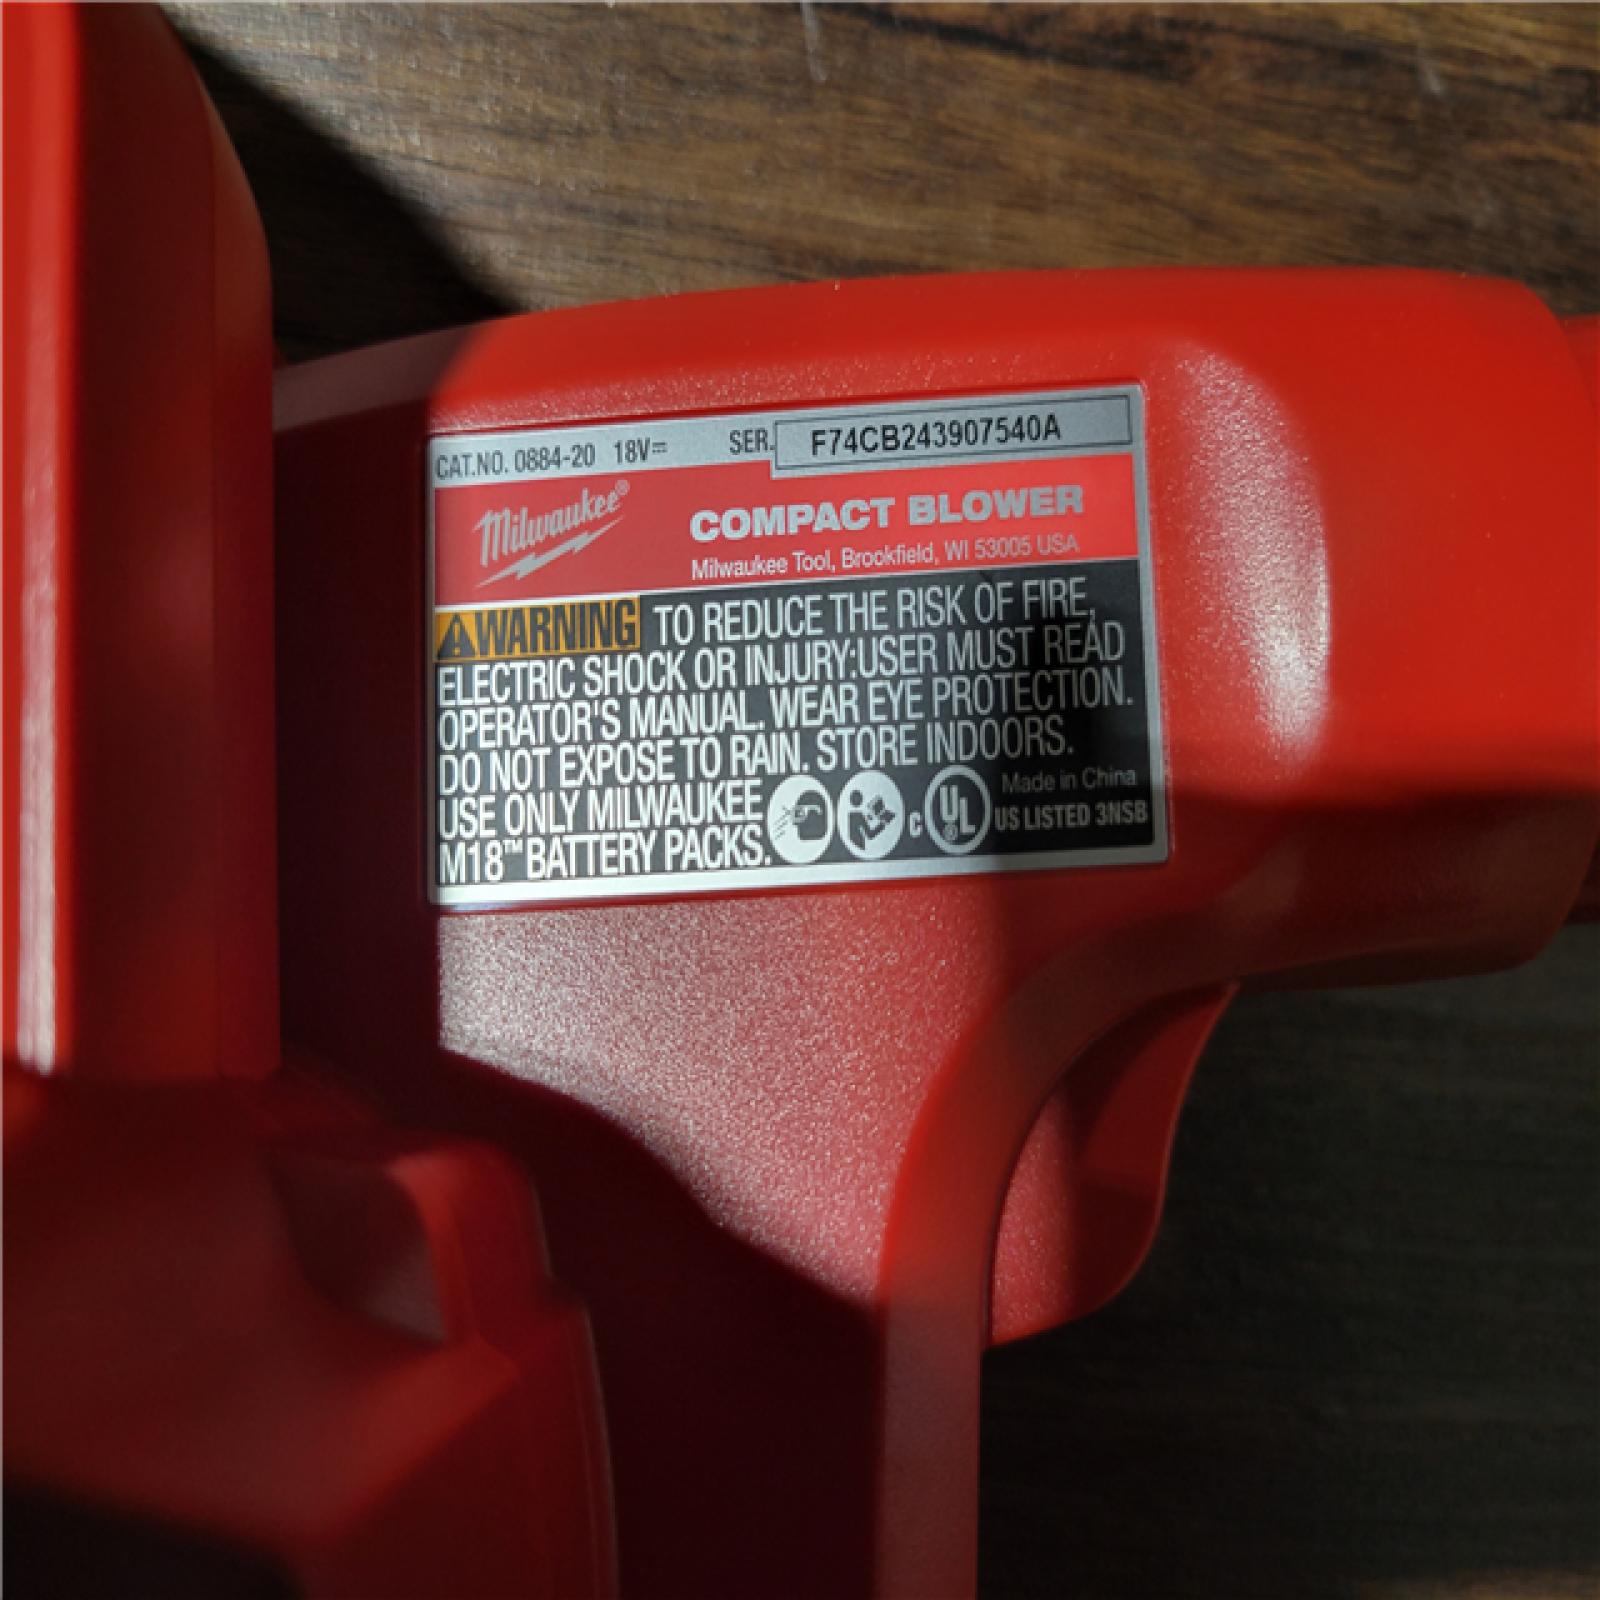 CAT.NO. 0884-20 18V⎓ SER. F74CB243907540A
Milwaukee®
COMPACT BLOWER
Milwaukee Tool, Brookfield, WI 53005 USA
⚠WARNING TO REDUCE THE RISK OF FIRE,
ELECTRIC SHOCK OR INJURY:USER MUST READ
OPERATOR'S MANUAL. WEAR EYE PROTECTION.
DO NOT EXPOSE TO RAIN. STORE INDOORS.
USE ONLY MILWAUKEE
M18™ BATTERY PACKS.
Made in China
c UL® US LISTED 3NSB